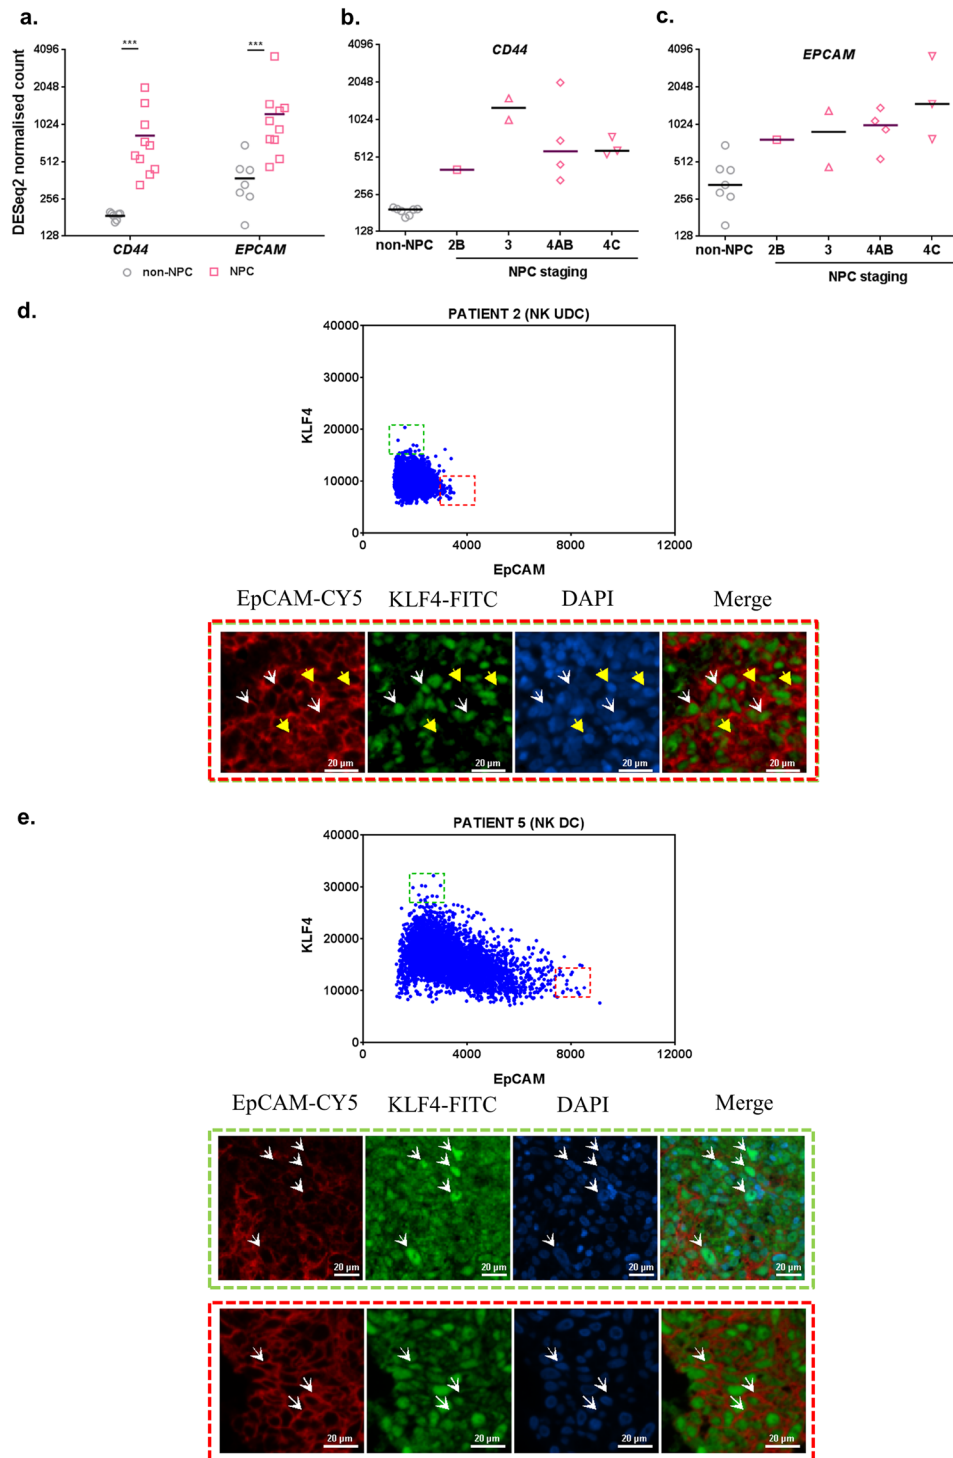 a.
DESeq2 normalised count
4096
2048
1024
512
256
128
***
***
CD44
EPCAM
non-NPC
NPC
b.
CD44
4096
2048
1024
512
256
128
non-NPC
2B
3
4AB
4C
NPC staging
c.
EPCAM
4096
2048
1024
512
256
128
non-NPC
2B
3
4AB
4C
NPC staging
d.
PATIENT 2 (NK UDC)
KLF4
40000
30000
20000
10000
0
0
4000
8000
12000
EpCAM
EpCAM-CY5
KLF4-FITC
DAPI
Merge
20 µm
20 µm
20 µm
20 µm
e.
PATIENT 5 (NK DC)
KLF4
40000
30000
20000
10000
0
0
4000
8000
12000
EpCAM
EpCAM-CY5
KLF4-FITC
DAPI
Merge
20 µm
20 µm
20 µm
20 µm
20 µm
20 µm
20 µm
20 µm